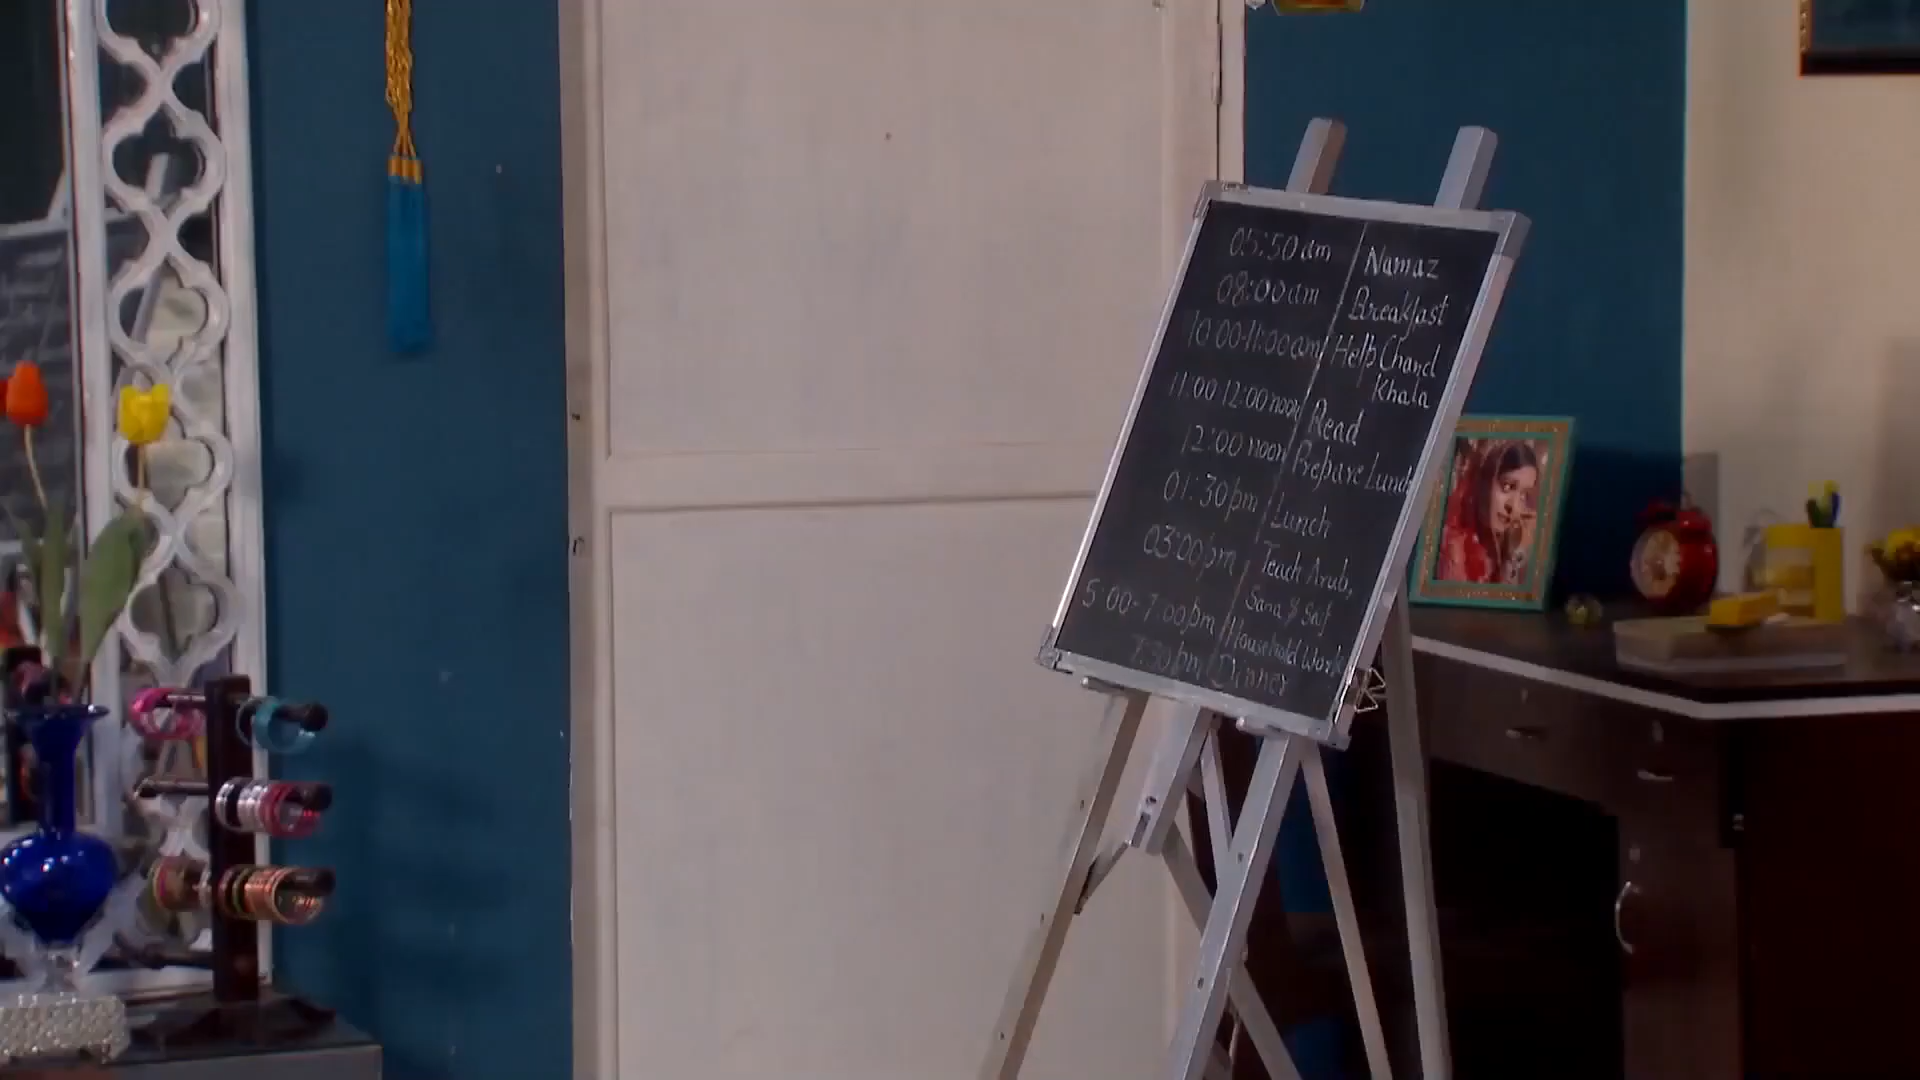 05:50 am Namaz
08:00 am Breakfast
10:00-11:00 am Help Chand
Khala
11:00 12:00 noon Read
12:00 noon Prepare Lunch
01:30 pm Lunch
03:00 pm Teach Arub,
Sana & Saif
5:00-7:00 pm Household Work
7:30 pm Dinner